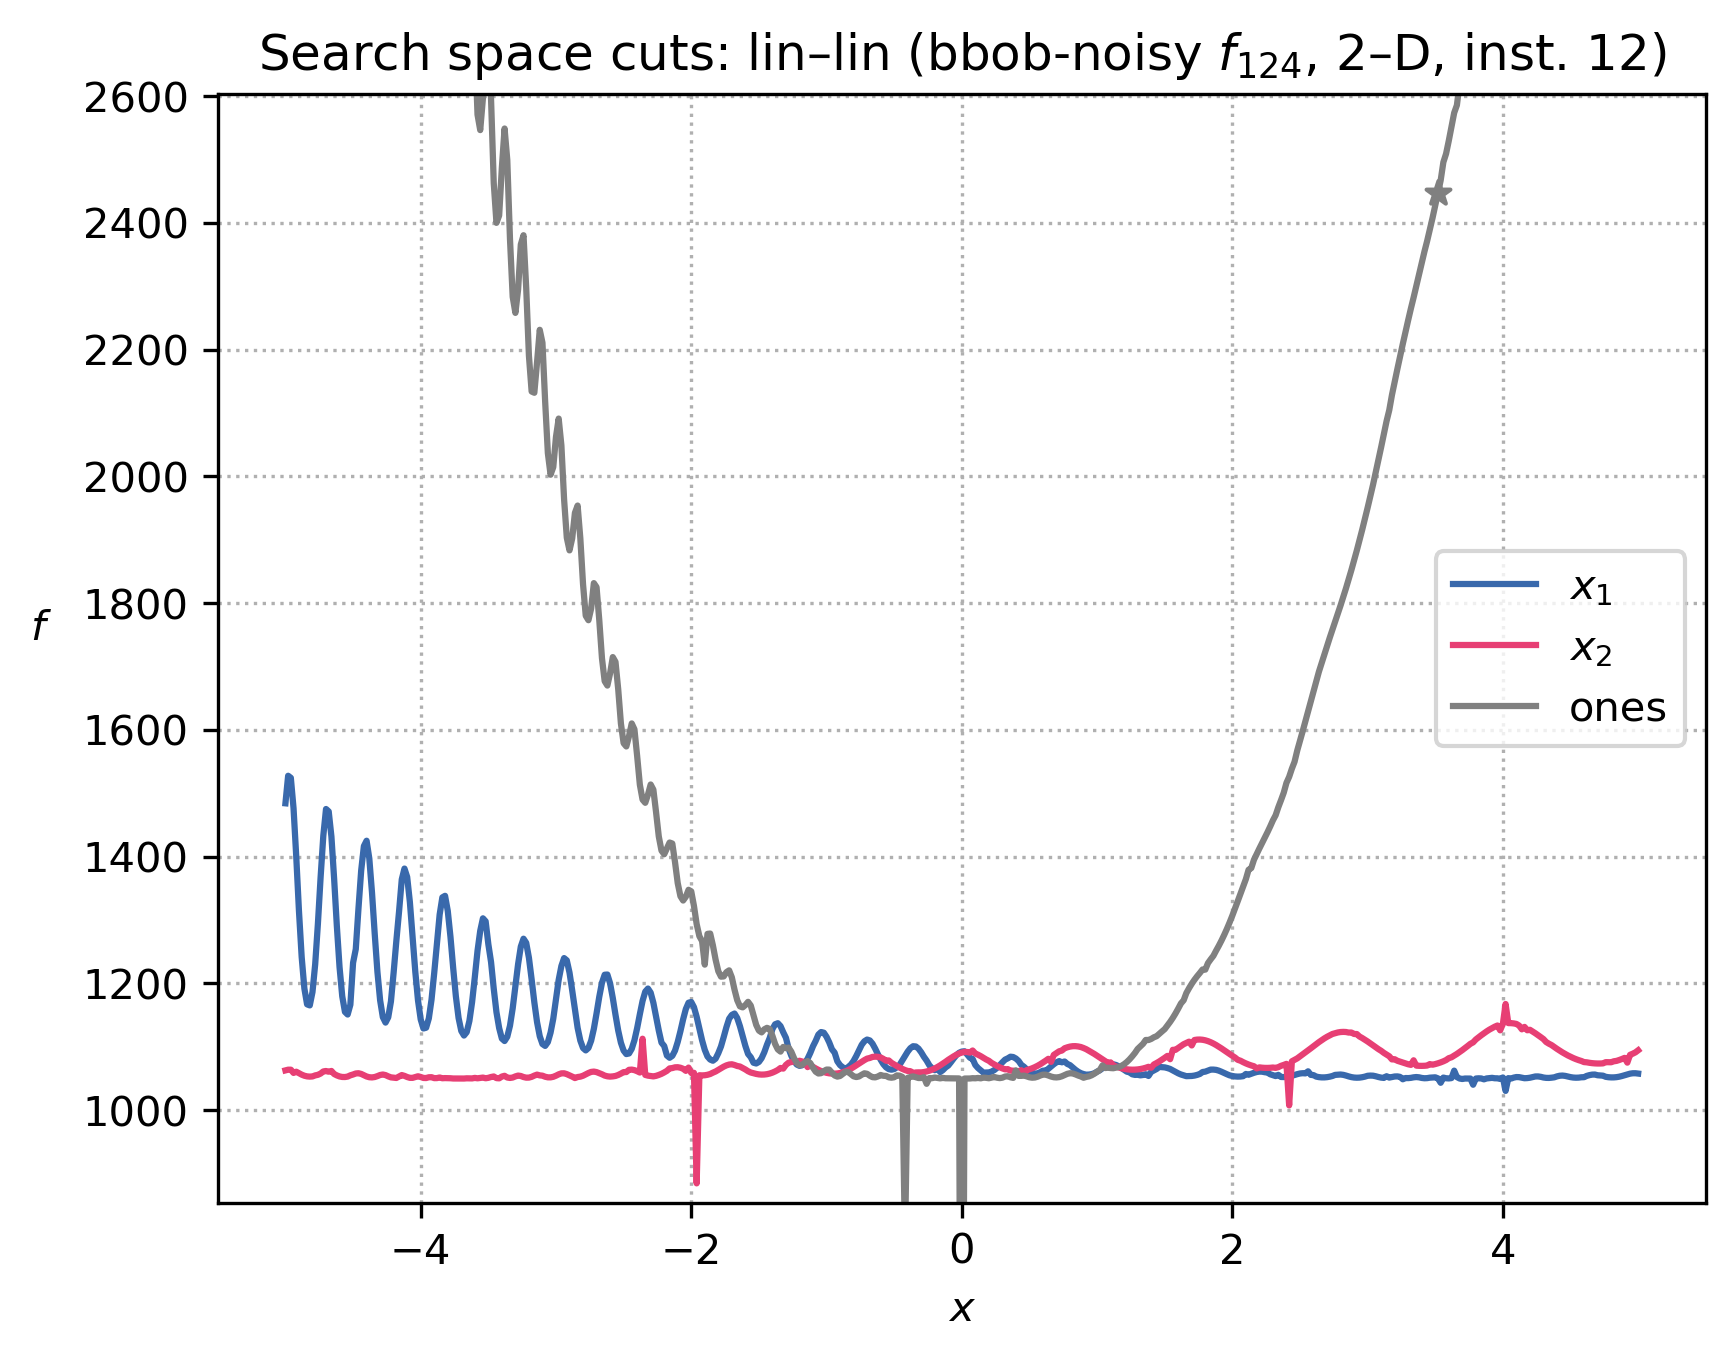 Search space cuts: lin–lin (bbob-noisy f₁₂₄, 2–D, inst. 12)
2600
2400
2200
2000
1800
1600
1400
1200
1000
f
x₁
x₂
ones
−4
−2
0
2
4
x